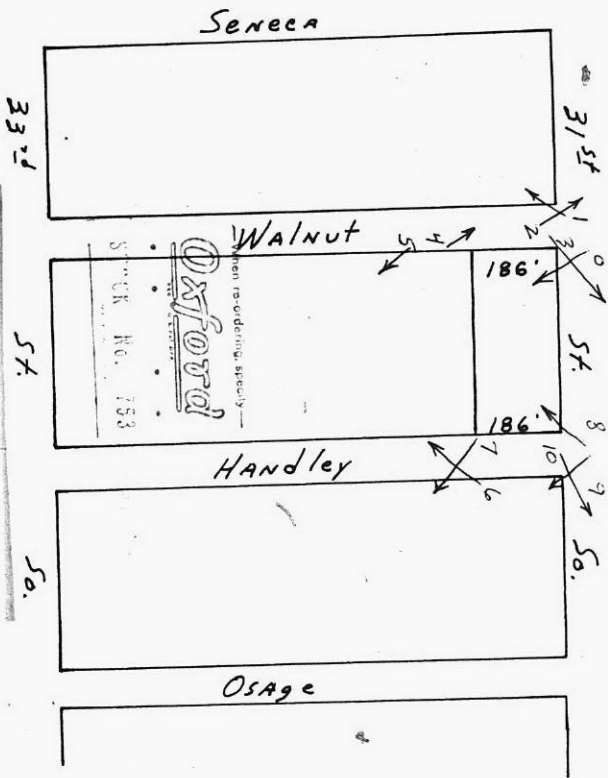 Seneca
31st St. So.
33rd St. So.
Walnut
186'
186'
Handley
Osage
0
1
2
3
4
5
6
7
8
9
10
When re-ordering, specify
Oxford
STOCK No. 753